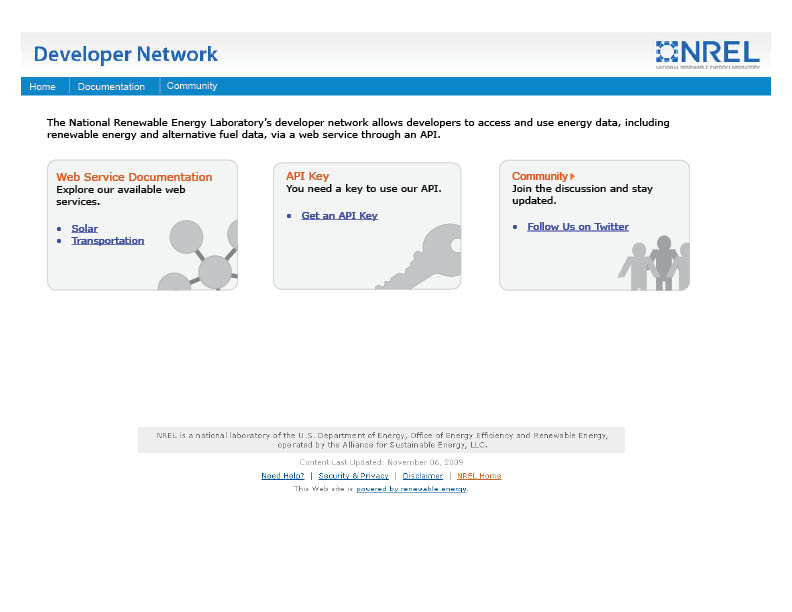 Developer Network
NREL
NATIONAL RENEWABLE ENERGY LABORATORY
Home
Documentation
Community
The National Renewable Energy Laboratory's developer network allows developers to access and use energy data, including
renewable energy and alternative fuel data, via a web service through an API.
Web Service Documentation
Explore our available web
services.
• Solar
• Transportation
API Key
You need a key to use our API.
• Get an API Key
Community
Join the discussion and stay
updated.
• Follow Us on Twitter
NREL is a national laboratory of the U.S. Department of Energy, Office of Energy Efficiency and Renewable Energy,
operated by the Alliance for Sustainable Energy, LLC.
Content Last Updated: November 06, 2009
Need Help? | Security & Privacy | Disclaimer | NREL Home
This Web site is powered by renewable energy.